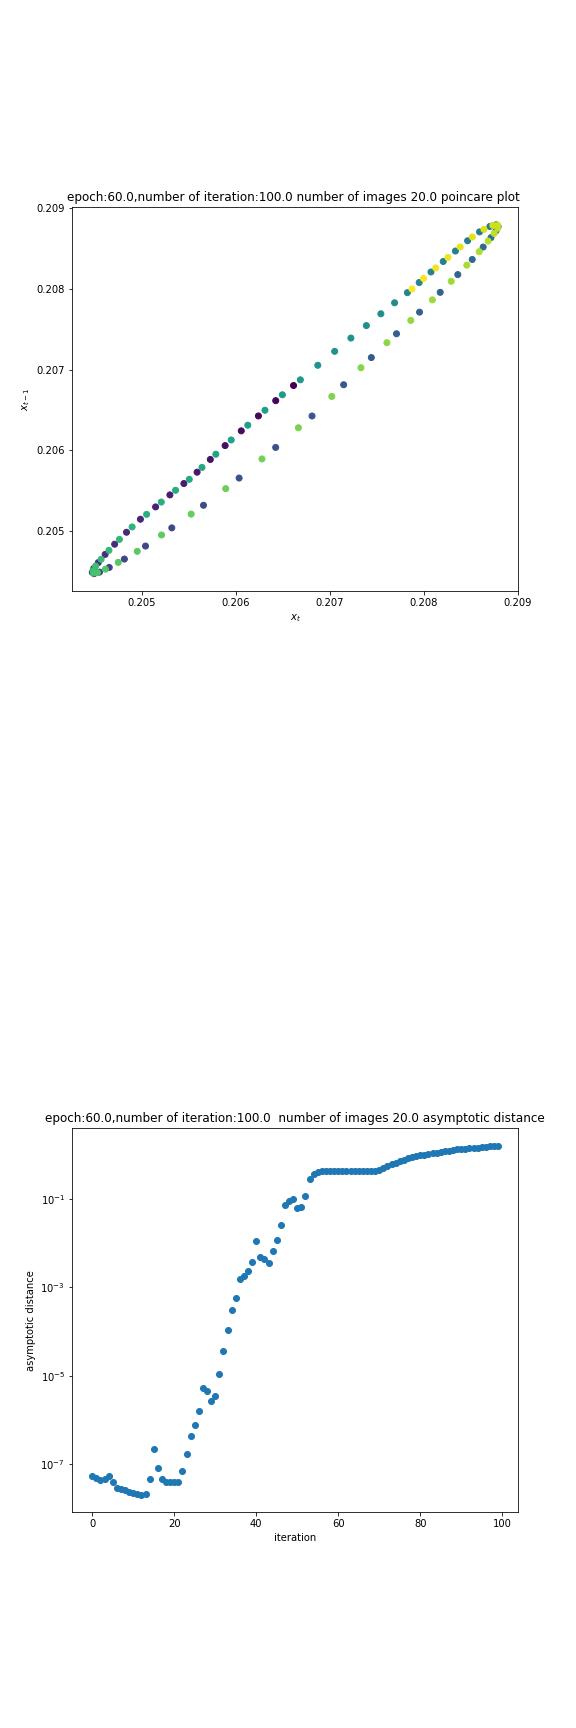 epoch:60.0,number of iteration:100.0 number of images 20.0 poincare plot
0.209
0.208
0.207
0.206
0.205
x_{t-1}
0.205 0.206 0.207 0.208 0.209
x_t
epoch:60.0,number of iteration:100.0  number of images 20.0 asymptotic distance
10^{-1}
10^{-3}
10^{-5}
10^{-7}
asymptotic distance
0 20 40 60 80 100
iteration